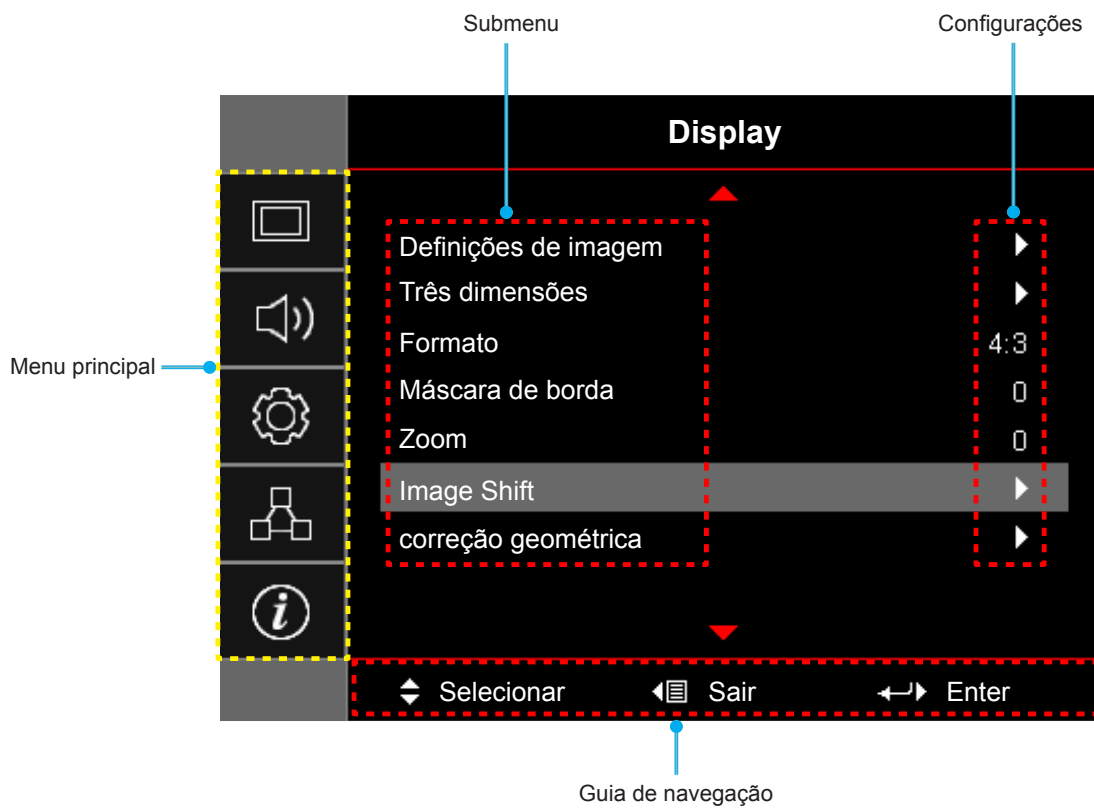 Submenu
Configurações
Display
Definições de imagem
Três dimensões
Formato 4:3
Menu principal
Máscara de borda 0
Zoom 0
Image Shift
correção geométrica
Selecionar Sair Enter
Guia de navegação